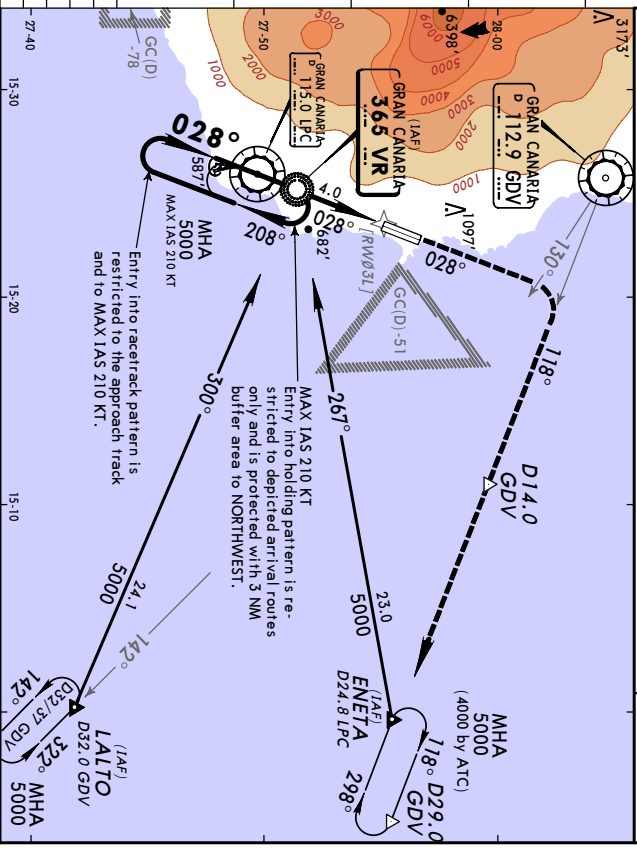 27-40
27-50
28-00
3173'
15-30
15-20
15-10
GC(D)
-78
1000
2000
3000
6000
5000
4000
3000
2000
1000
6398'
GRAN CANARIA
D 115.0 LPC
(IAF)
GRAN CANARIA
365 VR
GRAN CANARIA
D 112.9 GDV
028°
587'
4.0
028°
208°
682'
1097'
[RW03L]
028°
130°
118°
GC(D)-51
MHA
5000
MAX IAS 210 KT
Entry into racetrack pattern is
restricted to the approach track
and to MAX IAS 210 KT.
MAX IAS 210 KT
Entry into holding pattern is re-
stricted to depicted arrival routes
only and is protected with 3 NM
buffer area to NORTHWEST.
D14.0
GDV
300°
267°
24.1
5000
23.0
5000
142°
(IAF)
ENETA
D24.8 LPC
MHA
5000
(4000 by ATC)
118°
D29.0
GDV
298°
(IAF)
LALTO
D32.0 GDV
142°
D32/37 GDV
322°
MHA
5000